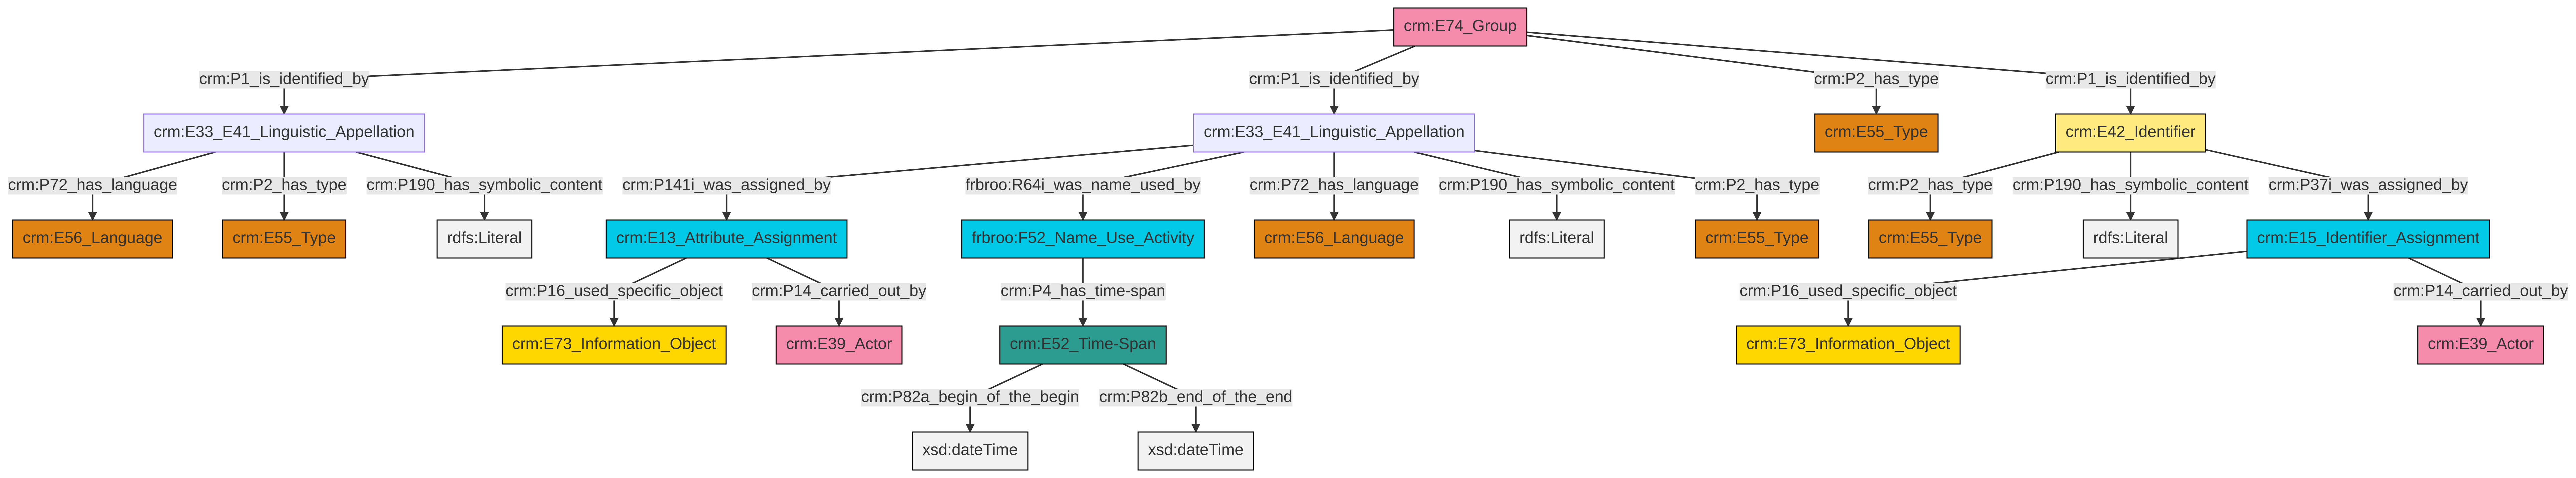 crm:E74_Group
crm:P1_is_identified_by
crm:P1_is_identified_by
crm:P2_has_type
crm:P1_is_identified_by
crm:E33_E41_Linguistic_Appellation
crm:E33_E41_Linguistic_Appellation
crm:E55_Type
crm:E42_Identifier
crm:P72_has_language
crm:P2_has_type
crm:P190_has_symbolic_content
crm:P141i_was_assigned_by
frbroo:R64i_was_name_used_by
crm:P72_has_language
crm:P190_has_symbolic_content
crm:P2_has_type
crm:P2_has_type
crm:P190_has_symbolic_content
crm:P37i_was_assigned_by
crm:E56_Language
crm:E55_Type
rdfs:Literal
crm:E13_Attribute_Assignment
frbroo:F52_Name_Use_Activity
crm:E56_Language
rdfs:Literal
crm:E55_Type
crm:E55_Type
rdfs:Literal
crm:E15_Identifier_Assignment
crm:P16_used_specific_object
crm:P14_carried_out_by
crm:P4_has_time-span
crm:P16_used_specific_object
crm:P14_carried_out_by
crm:E73_Information_Object
crm:E39_Actor
crm:E52_Time-Span
crm:E73_Information_Object
crm:E39_Actor
crm:P82a_begin_of_the_begin
crm:P82b_end_of_the_end
xsd:dateTime
xsd:dateTime